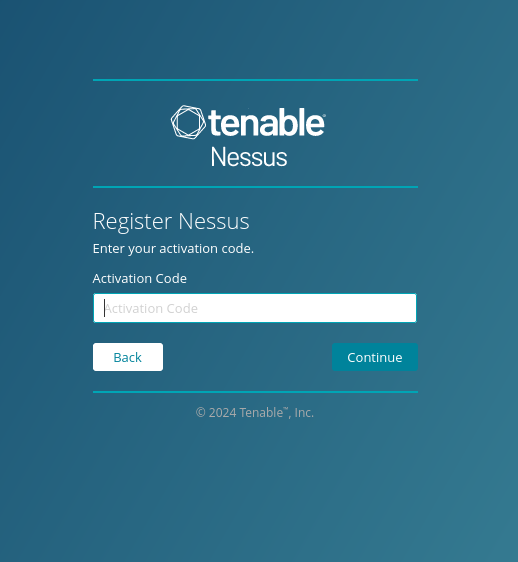 tenable
Nessus
Register Nessus
Enter your activation code.
Activation Code
Activation Code
Back
Continue
© 2024 Tenable™, Inc.